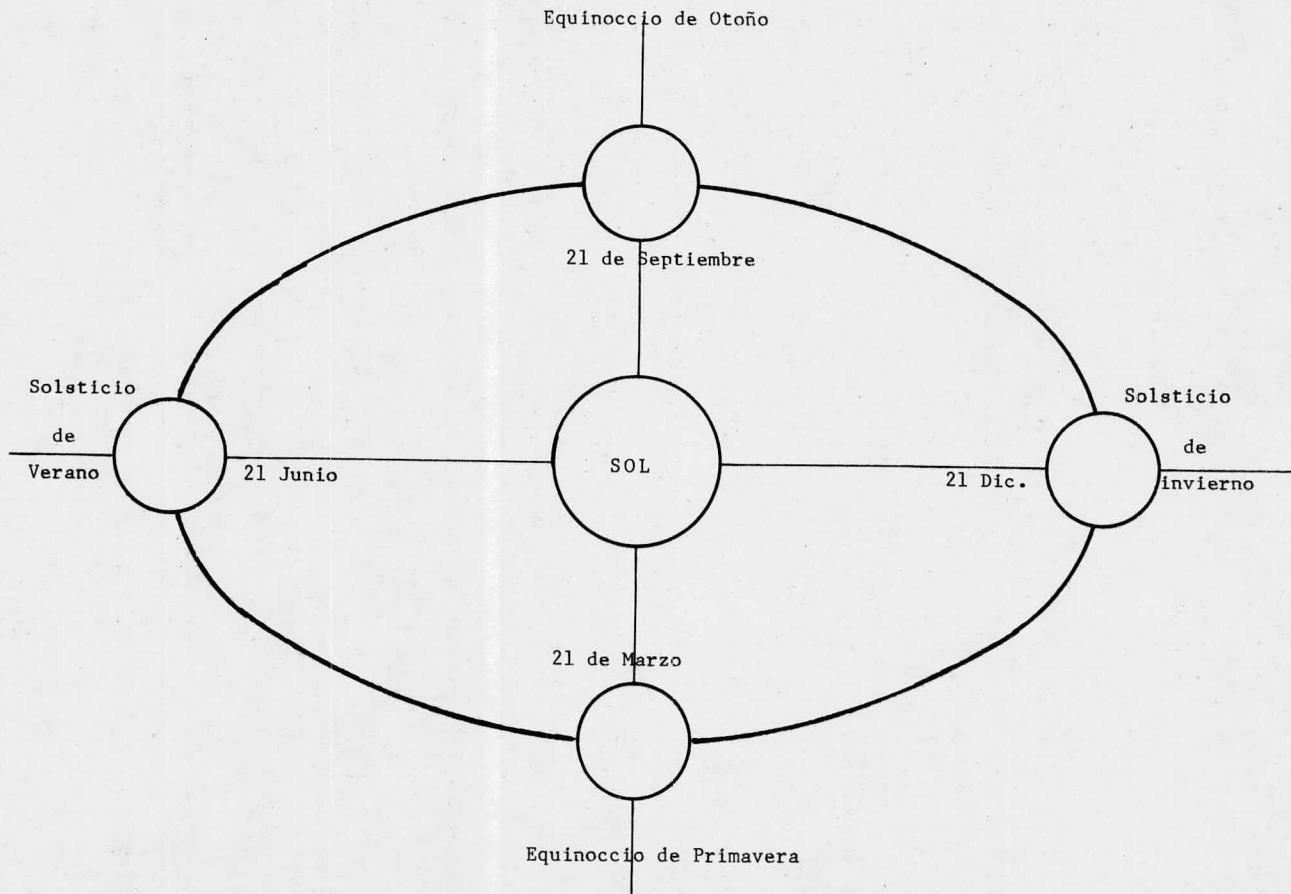 Equinoccio de Otoño
21 de Septiembre
Solsticio
de
Verano
21 Junio
SOL
21 Dic.
Solsticio
de
invierno
21 de Marzo
Equinoccio de Primavera